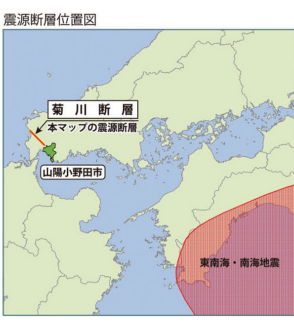 震源断層位置図
菊川断層
本マップの震源断層
山陽小野田市
東南海・南海地震